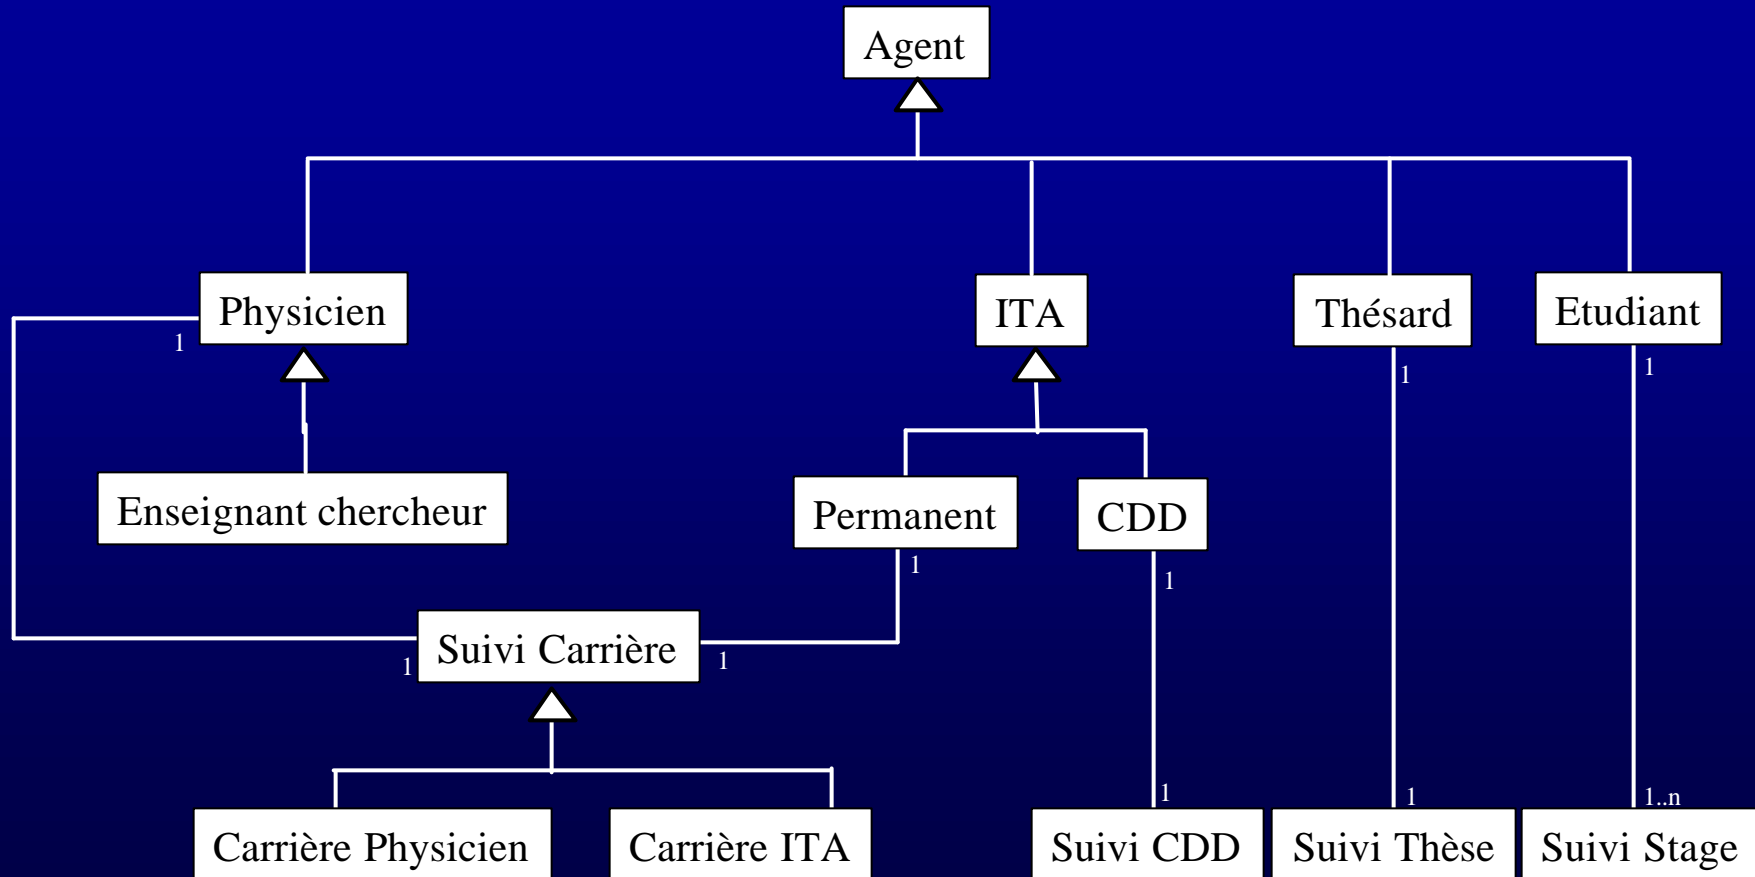 Agent
Physicien
ITA
Thésard
Etudiant
1
1
1
Enseignant chercheur
Permanent
CDD
1
1
Suivi Carrière
1
1
1
1
1..n
Carrière Physicien
Carrière ITA
Suivi CDD
Suivi Thèse
Suivi Stage